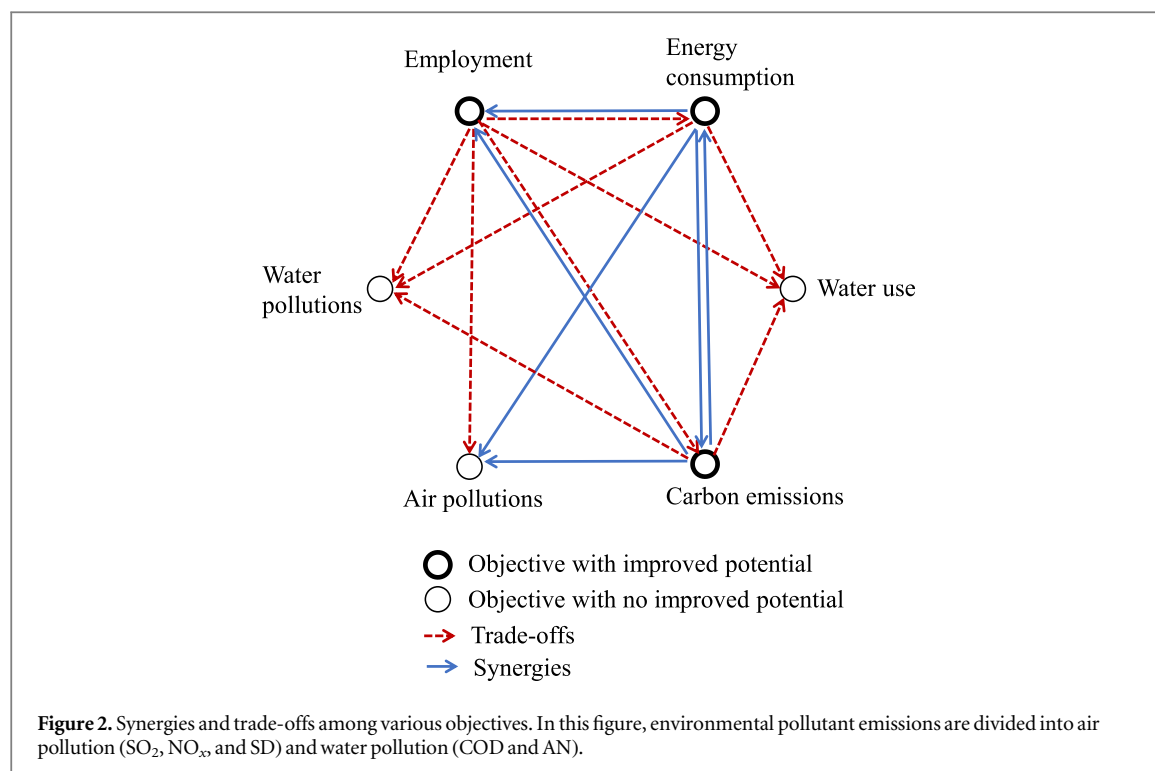 Employment
Energy
consumption
Water
pollutions
Water use
Air pollutions
Carbon emissions
Objective with improved potential
Objective with no improved potential
Trade-offs
Synergies
Figure 2. Synergies and trade-offs among various objectives. In this figure, environmental pollutant emissions are divided into air
pollution (SO₂, NOₓ, and SD) and water pollution (COD and AN).